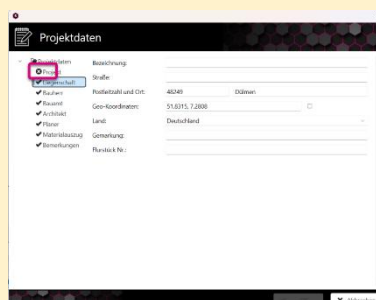 Projektdaten
Projektdaten
Projekt
Liegenschaft
Bauherr
Bauamt
Architekt
Planer
Materialauszug
Bemerkungen
Bezeichnung:
Straße:
Postleitzahl und Ort: 48249 Dülmen
Geo-Koordinaten: 51.8315, 7.2808
Land: Deutschland
Gemarkung:
Flurstück Nr.: